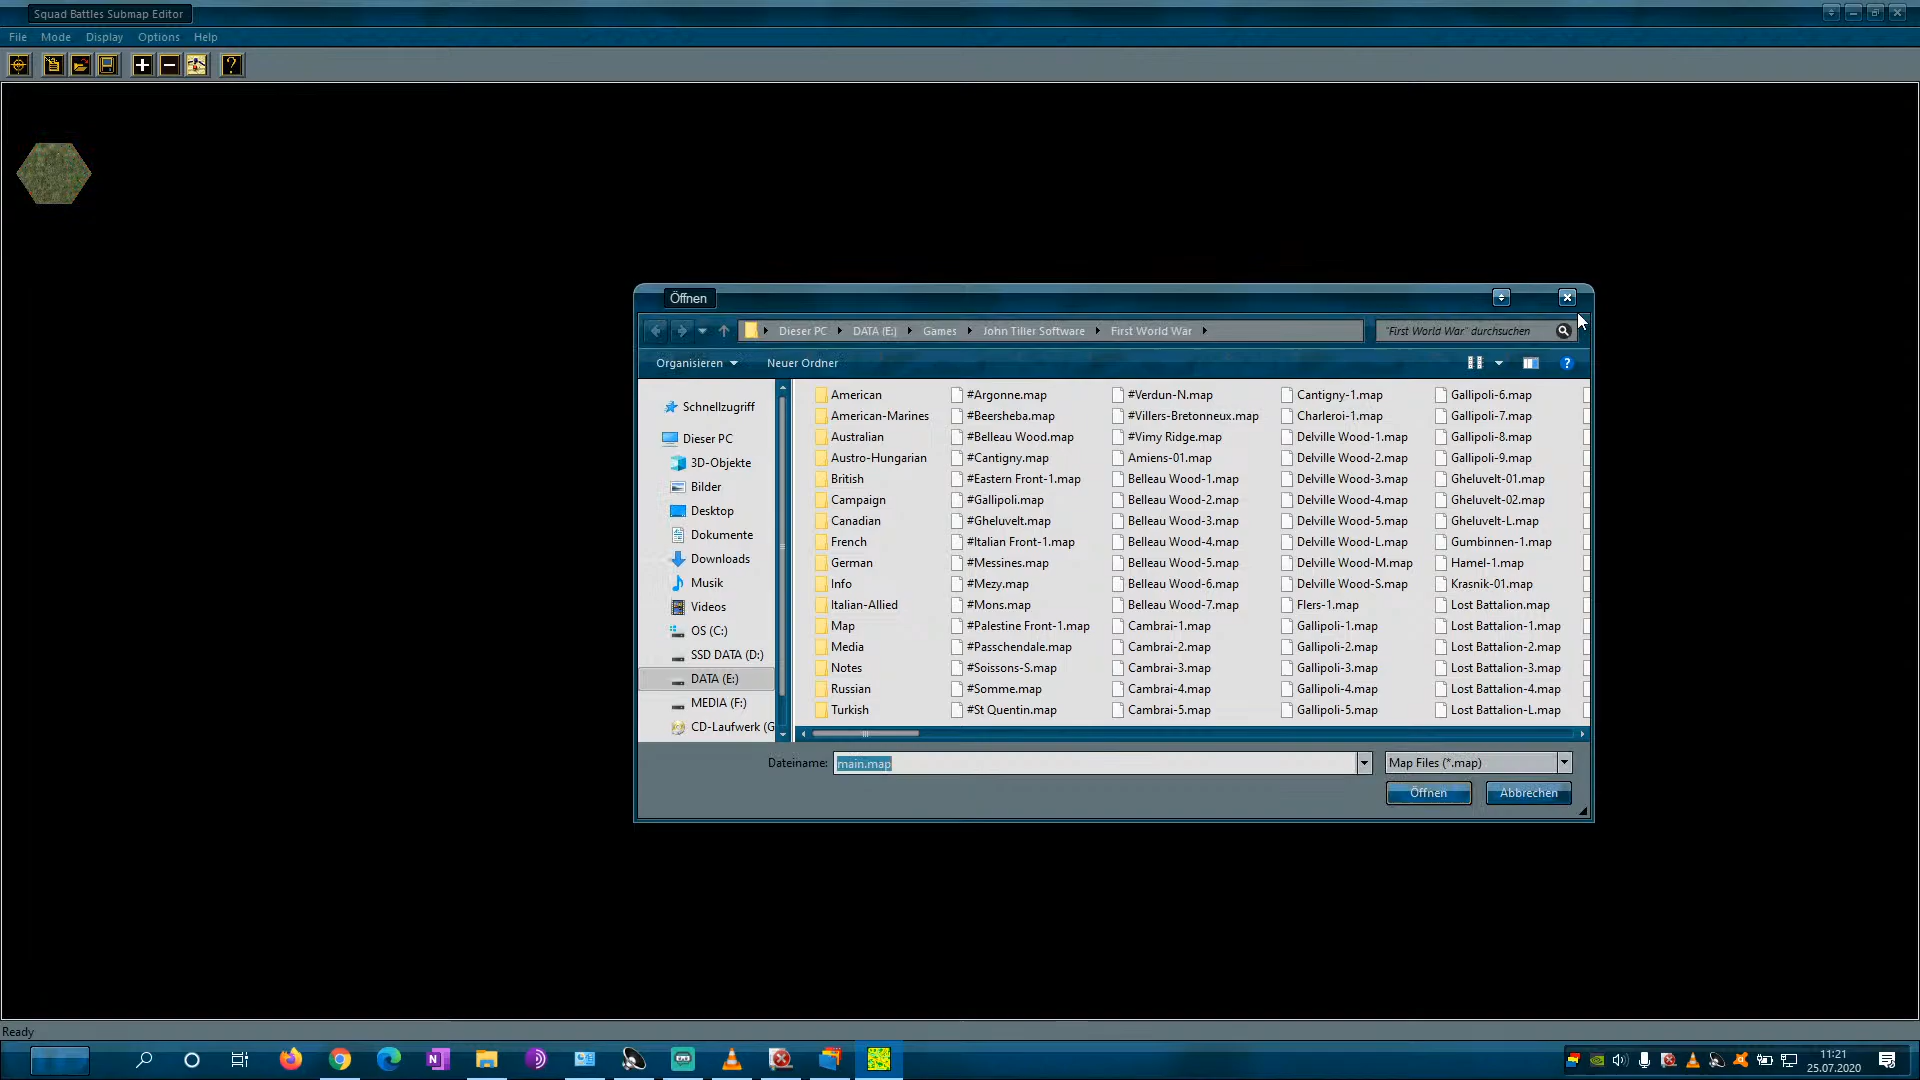 Squad Battles Submap Editor
File Mode Display Options Help
Öffnen
Dieser PC DATA (E:) Games John Tiller Software First World War
"First World War" durchsuchen
Organisieren Neuer Ordner
Schnellzugriff
Dieser PC
3D-Objekte
Bilder
Desktop
Dokumente
Downloads
Musik
Videos
OS (C:)
SSD DATA (D:)
DATA (E:)
MEDIA (F:)
CD-Laufwerk (G
American
American-Marines
Australian
Austro-Hungarian
British
Campaign
Canadian
French
German
Info
Italian-Allied
Map
Media
Notes
Russian
Turkish
#Argonne.map
#Beersheba.map
#Belleau Wood.map
#Cantigny.map
#Eastern Front-1.map
#Gallipoli.map
#Gheluvelt.map
#Italian Front-1.map
#Messines.map
#Mezy.map
#Mons.map
#Palestine Front-1.map
#Passchendale.map
#Soissons-S.map
#Somme.map
#St Quentin.map
#Verdun-N.map
#Villers-Bretonneux.map
#Vimy Ridge.map
Amiens-01.map
Belleau Wood-1.map
Belleau Wood-2.map
Belleau Wood-3.map
Belleau Wood-4.map
Belleau Wood-5.map
Belleau Wood-6.map
Belleau Wood-7.map
Cambrai-1.map
Cambrai-2.map
Cambrai-3.map
Cambrai-4.map
Cambrai-5.map
Cantigny-1.map
Charleroi-1.map
Delville Wood-1.map
Delville Wood-2.map
Delville Wood-3.map
Delville Wood-4.map
Delville Wood-5.map
Delville Wood-L.map
Delville Wood-M.map
Delville Wood-S.map
Flers-1.map
Gallipoli-1.map
Gallipoli-2.map
Gallipoli-3.map
Gallipoli-4.map
Gallipoli-5.map
Gallipoli-6.map
Gallipoli-7.map
Gallipoli-8.map
Gallipoli-9.map
Gheluvelt-01.map
Gheluvelt-02.map
Gheluvelt-L.map
Gumbinnen-1.map
Hamel-1.map
Krasnik-01.map
Lost Battalion.map
Lost Battalion-1.map
Lost Battalion-2.map
Lost Battalion-3.map
Lost Battalion-4.map
Lost Battalion-L.map
Dateiname: main.map Map Files (*.map)
Öffnen Abbrechen
Ready
11:21
25.07.2020